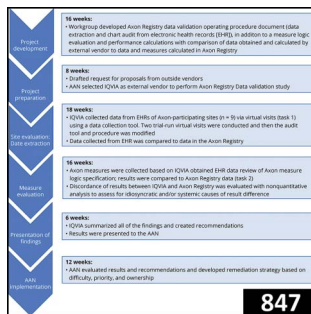 16 weeks:
• Workgroup developed Axon Registry data validation operating procedure document (data
extraction and chart audit from electronic health records [EHR]), in addition to a measure logic
evaluation and performance calculations with comparison of data obtained and calculated by
external vendor to data and measures calculated in Axon Registry
Project
development
8 weeks:
• Drafted request for proposals from outside vendors
• AAN selected IQVIA as external vendor to perform Axon Registry Data validation study
Project
preparation
18 weeks:
• IQVIA collected data from EHRs of Axon-participating sites (n = 9) via virtual visits (task 1)
using a data collection tool. Two trial-run virtual visits were conducted and then the audit
tool and procedure was modified
• Data collected from EHR was compared to data in the Axon Registry
Site evaluation:
Date extraction
16 weeks:
• Axon measures were collected based on IQVIA obtained EHR data review of Axon measure
logic specification; results were compared to Axon Registry data (task 2)
• Discordance of results between IQVIA and Axon Registry was evaluated with nonquantitative
analysis to assess for idiosyncratic and/or systemic causes of result difference
Measure
evaluation
6 weeks:
• IQVIA summarized all of the findings and created recommendations
• Results were presented to the AAN
Presentation of
findings
12 weeks:
• AAN evaluated results and recommendations and developed remediation strategy based on
difficulty, priority, and ownership
AAN
implementation
847